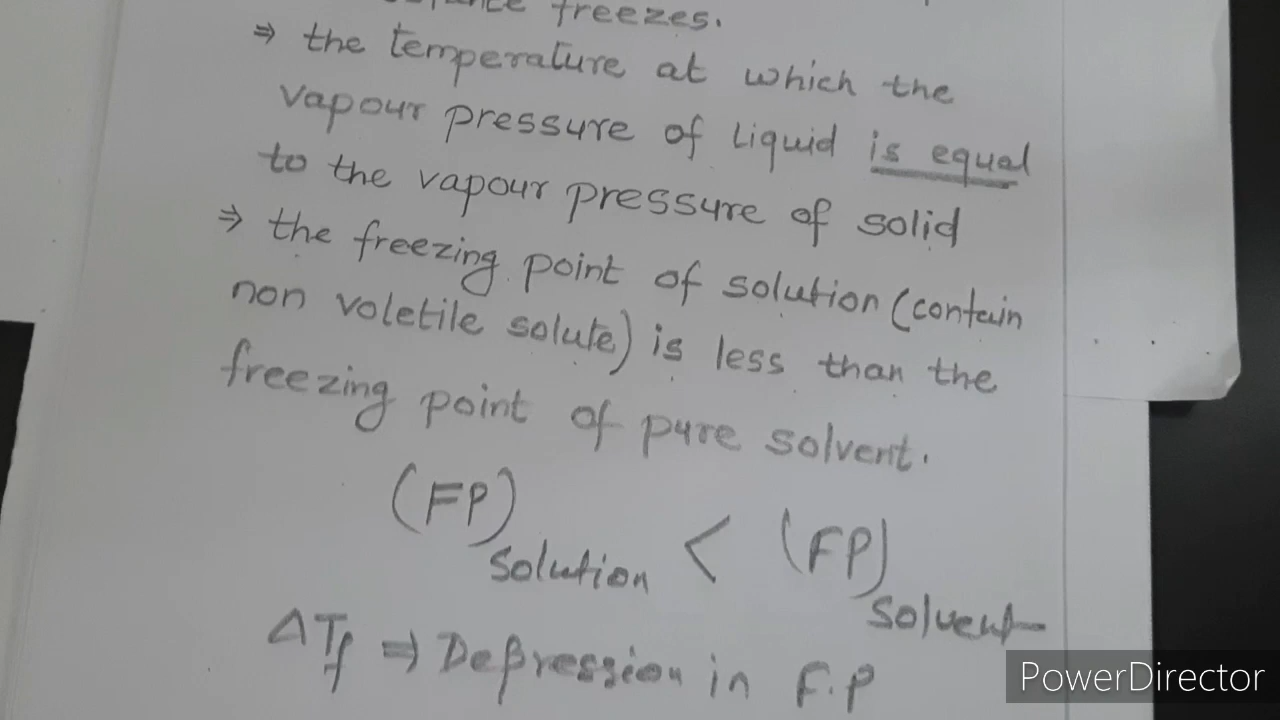 freezes.
⇒ the temperature at which the
vapour pressure of liquid is equal
to the vapour pressure of solid
⇒ the freezing point of solution (contain
non voletile solute) is less than the
freezing point of pure solvent.
(FP)solution < (FP)solvent
ΔTf ⇒ Depression in F.P
PowerDirector